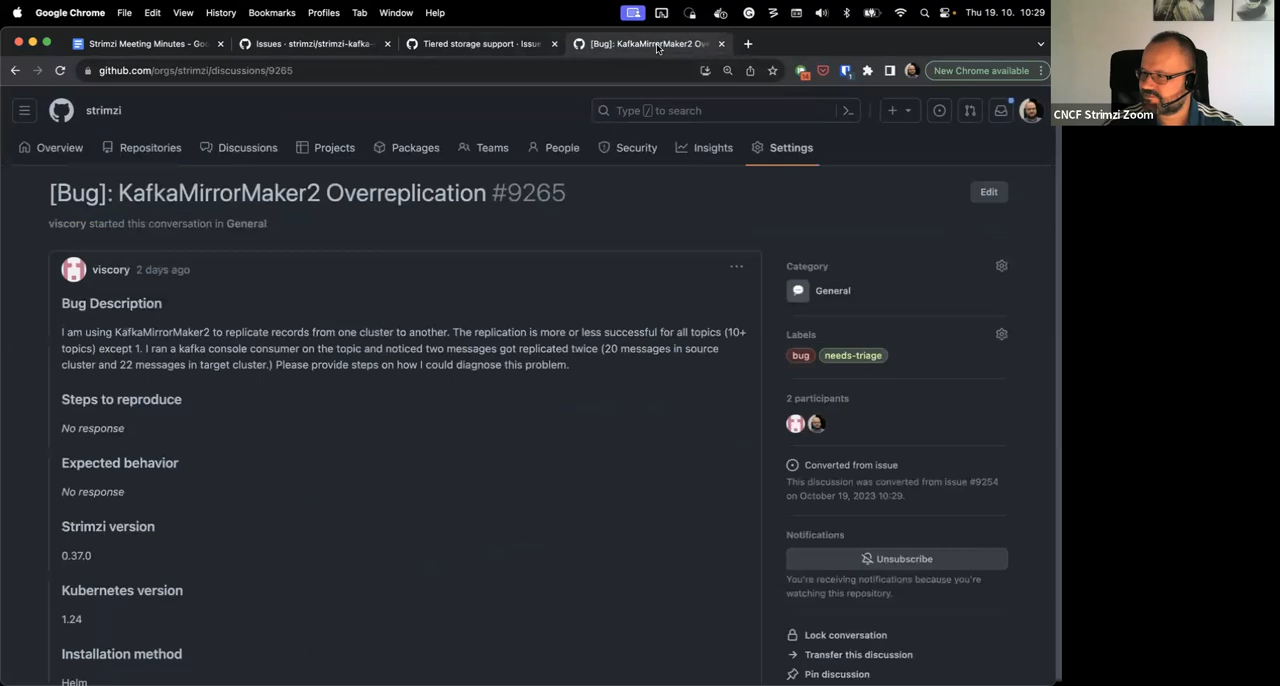 Google Chrome File Edit View History Bookmarks Profiles Tab Window Help Thu 19. 10. 10:29
Strimzi Meeting Minutes - Goo
Issues · strimzi/strimzi-kafka-
Tiered storage support · Issue
[Bug]: KafkaMirrorMaker2 Ove
github.com/orgs/strimzi/discussions/9265
New Chrome available
CNCF Strimzi Zoom
strimzi
Type / to search
Overview Repositories Discussions Projects Packages Teams People Security Insights Settings
[Bug]: KafkaMirrorMaker2 Overreplication #9265
Edit
viscory started this conversation in General
viscory 2 days ago
Bug Description
I am using KafkaMirrorMaker2 to replicate records from one cluster to another. The replication is more or less successful for all topics (10+
topics) except 1. I ran a kafka console consumer on the topic and noticed two messages got replicated twice (20 messages in source
cluster and 22 messages in target cluster.) Please provide steps on how I could diagnose this problem.
Steps to reproduce
No response
Expected behavior
No response
Strimzi version
0.37.0
Kubernetes version
1.24
Installation method
Helm
Category
General
Labels
bug needs-triage
2 participants
Converted from issue
This discussion was converted from issue #9254
on October 19, 2023 10:29.
Notifications
Unsubscribe
You're receiving notifications because you're
watching this repository.
Lock conversation
Transfer this discussion
Pin discussion